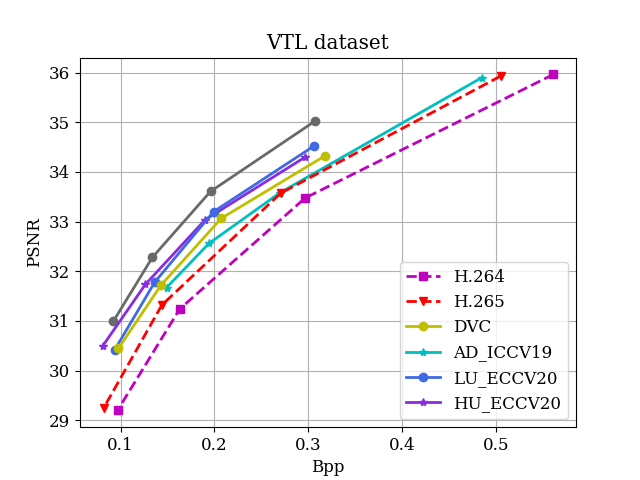 VTL dataset
36
35
34
33
32
31
30
29
PSNR
0.1
0.2
0.3
0.4
0.5
Bpp
H.264
H.265
DVC
AD_ICCV19
LU_ECCV20
HU_ECCV20